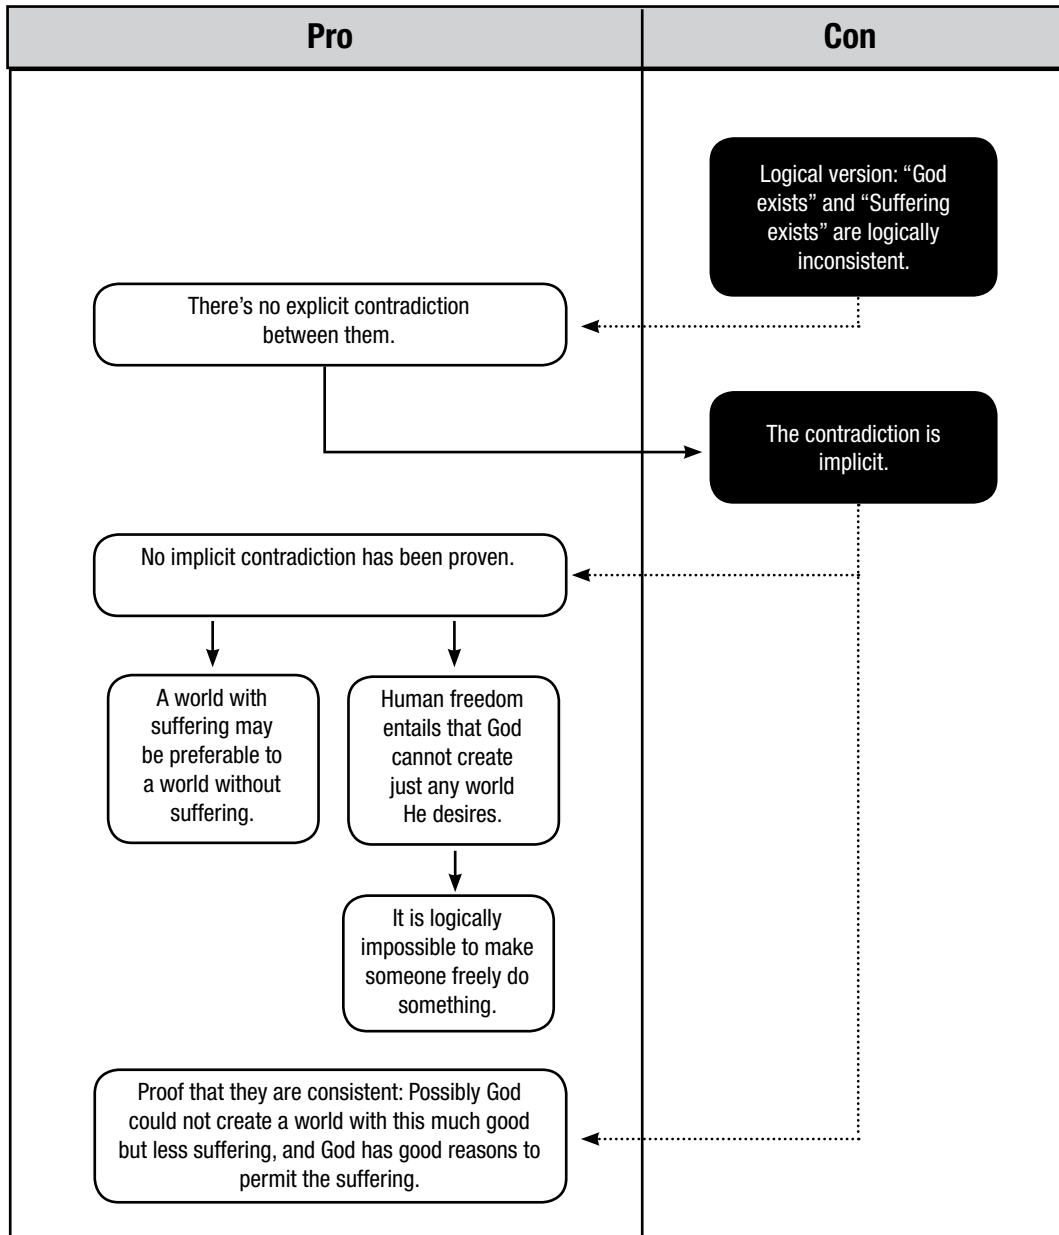 Pro
Con
Logical version: “God
exists” and “Suffering
exists” are logically
inconsistent.
There’s no explicit contradiction
between them.
The contradiction is
implicit.
No implicit contradiction has been proven.
A world with
suffering may
be preferable to
a world without
suffering.
Human freedom
entails that God
cannot create
just any world
He desires.
It is logically
impossible to make
someone freely do
something.
Proof that they are consistent: Possibly God
could not create a world with this much good
but less suffering, and God has good reasons to
permit the suffering.